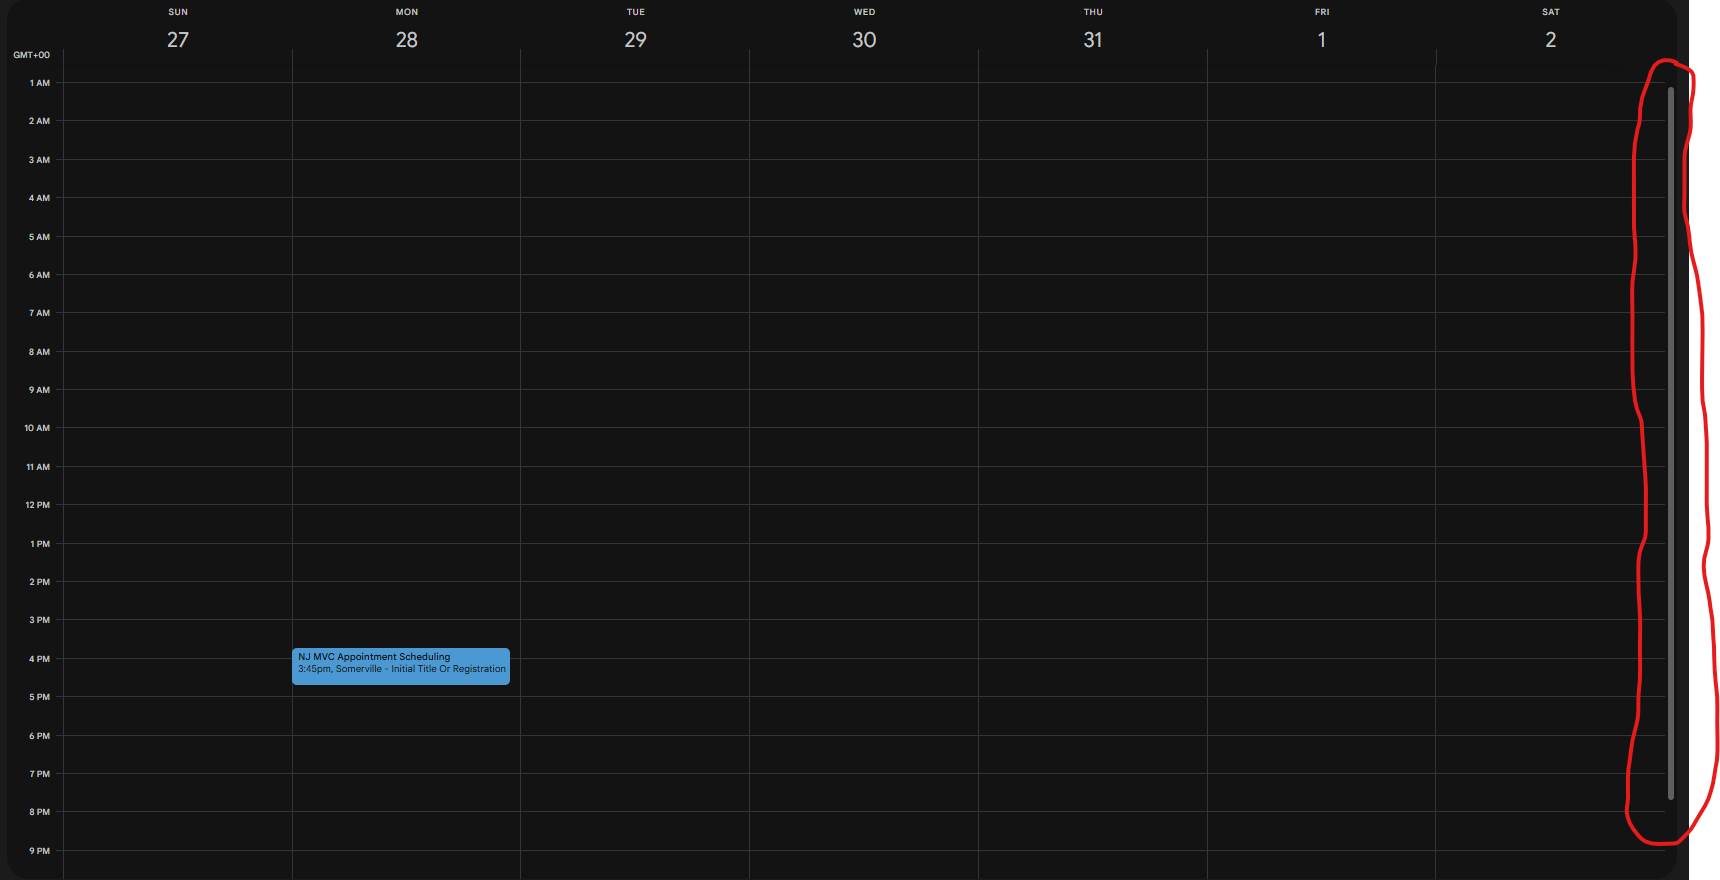 SUN MON TUE WED THU FRI SAT
27 28 29 30 31 1 2
GMT+00
1 AM
2 AM
3 AM
4 AM
5 AM
6 AM
7 AM
8 AM
9 AM
10 AM
11 AM
12 PM
1 PM
2 PM
3 PM
NJ MVC Appointment Scheduling
4 PM
3:45pm, Somerville - Initial Title Or Registration
5 PM
6 PM
7 PM
8 PM
9 PM